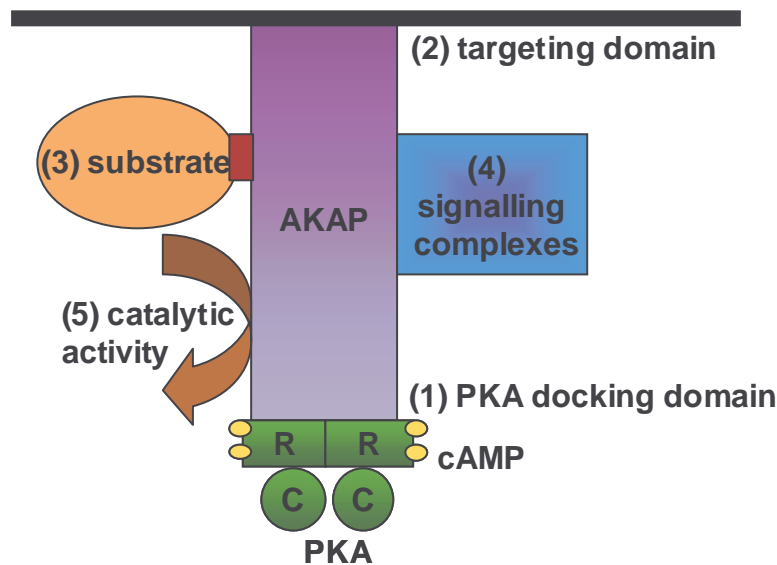 (2) targeting domain
(3) substrate
AKAP
(4)
signalling
complexes
(5) catalytic
activity
(1) PKA docking domain
R
R
cAMP
C
C
PKA